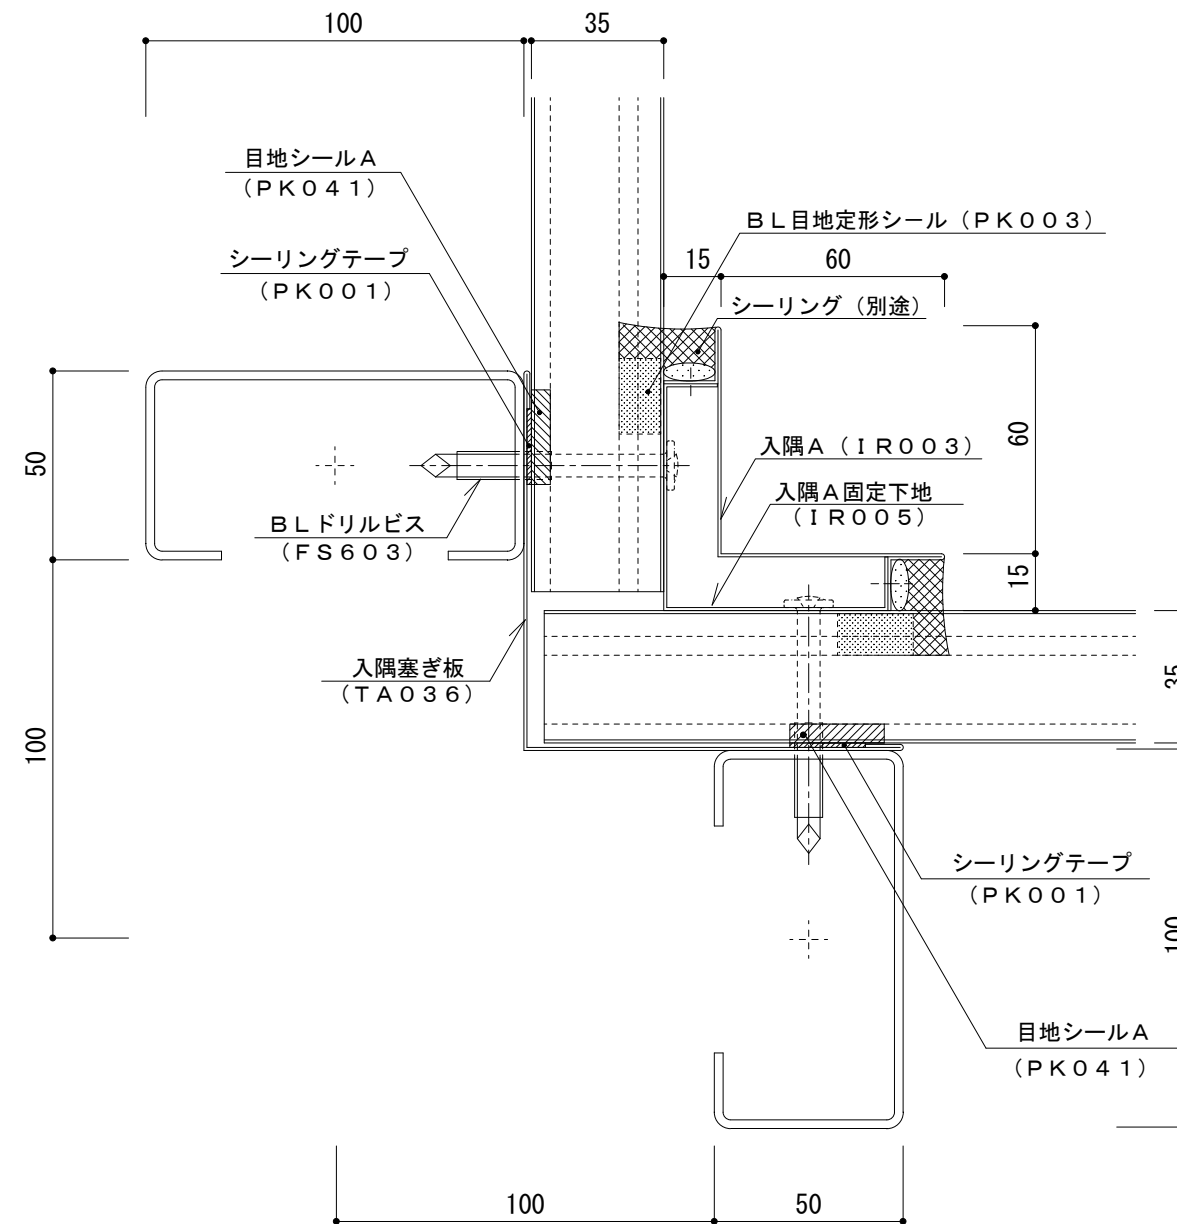 100
35
目地シールA
(PK041)
BL目地定形シール(PK003)
シーリングテープ
(PK001)
15
60
シーリング(別途)
50
60
入隅A(IR003)
入隅A固定下地
(IR005)
BLドリルビス
(FS603)
15
入隅塞ぎ板
(TA036)
35
100
シーリングテープ
(PK001)
100
目地シールA
(PK041)
100
50